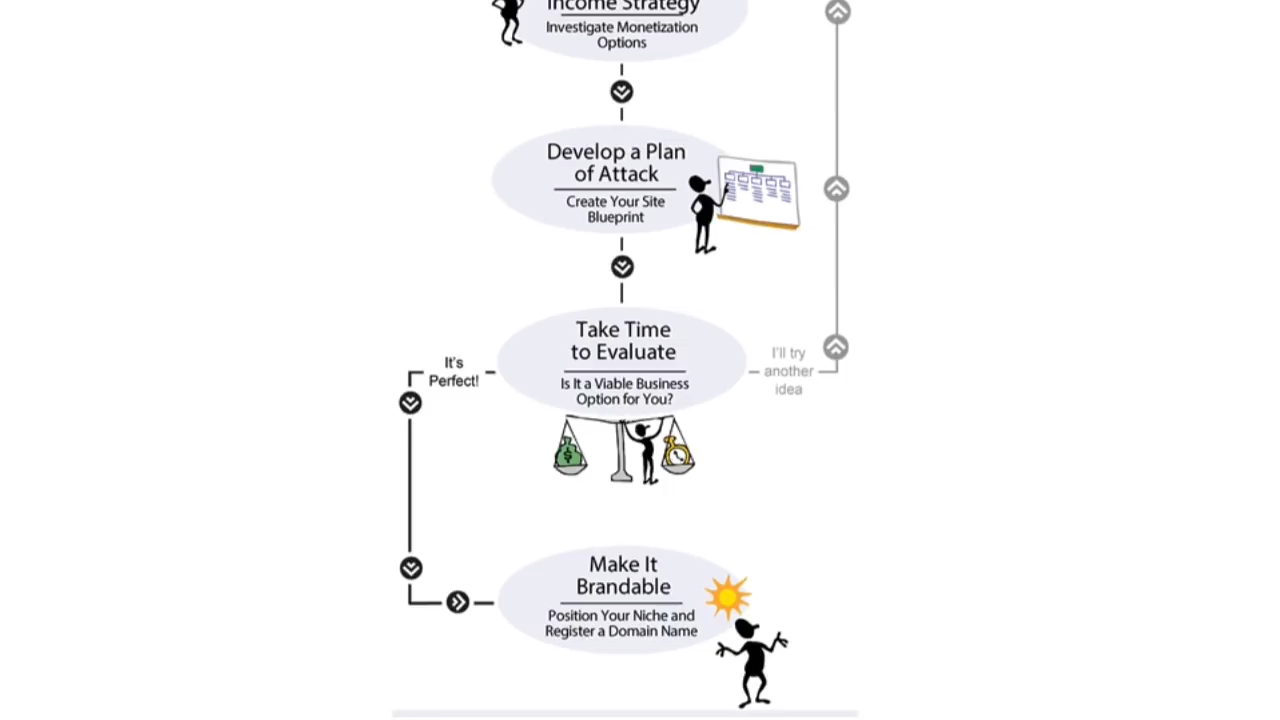 Income Strategy
Investigate Monetization
Options
Develop a Plan
of Attack
Create Your Site
Blueprint
Take Time
to Evaluate
Is It a Viable Business
Option for You?
It's
Perfect!
I'll try
another
idea
$
Make It
Brandable
Position Your Niche and
Register a Domain Name